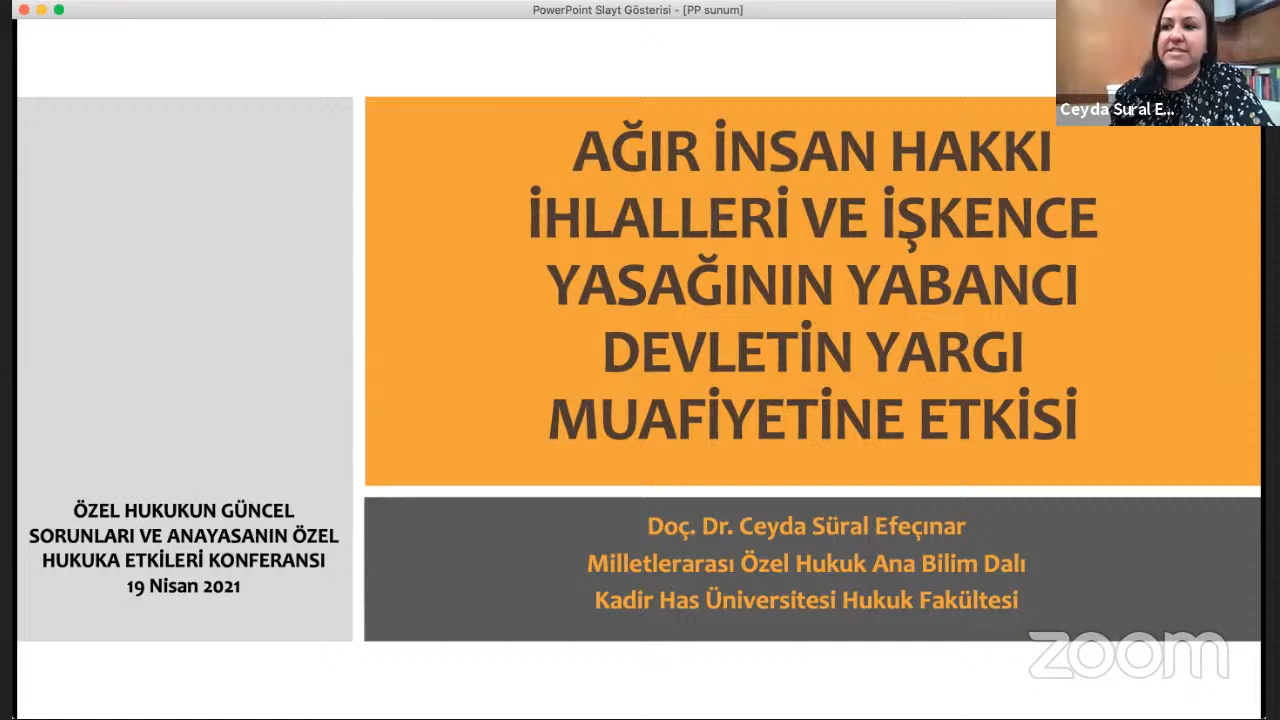 PowerPoint Slayt Gösterisi - [PP sunum]
Ceyda Sural E...
AĞIR İNSAN HAKKI
İHLALLERİ VE İŞKENCE
YASAĞININ YABANCI
DEVLETİN YARGI
MUAFİYETİNE ETKİSİ
ÖZEL HUKUKUN GÜNCEL
SORUNLARI VE ANAYASANIN ÖZEL
HUKUKA ETKİLERİ KONFERANSI
19 Nisan 2021
Doç. Dr. Ceyda Süral Efeçınar
Milletlerarası Özel Hukuk Ana Bilim Dalı
Kadir Has Üniversitesi Hukuk Fakültesi
zoom